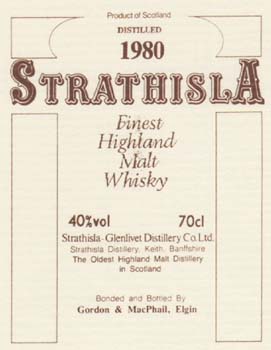 Product of Scotland
DISTILLED
1980
STRATHISLA
Finest
Highland
Malt
Whisky
40%vol 70cl
Strathisla-Glenlivet Distillery Co. Ltd.
Strathisla Distillery, Keith, Banffshire
The Oldest Highland Malt Distillery
in Scotland
Bonded and Bottled By
Gordon & MacPhail, Elgin